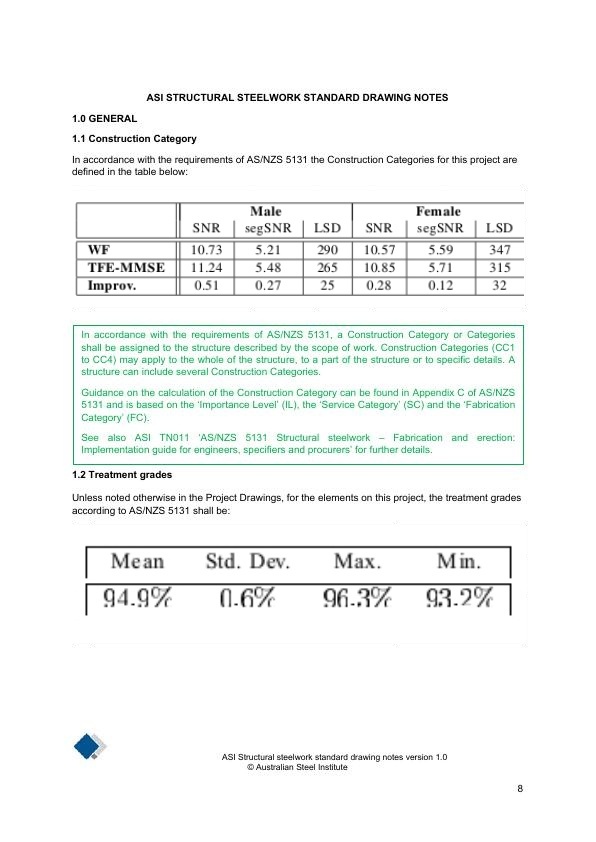 ASI STRUCTURAL STEELWORK STANDARD DRAWING NOTES
1.0 GENERAL
1.1 Construction Category
In accordance with the requirements of AS/NZS 5131 the Construction Categories for this project are
defined in the table below:
Male Female
SNR segSNR LSD SNR segSNR LSD
WF 10.73 5.21 290 10.57 5.59 347
TFE-MMSE 11.24 5.48 265 10.85 5.71 315
Improv. 0.51 0.27 25 0.28 0.12 32
In accordance with the requirements of AS/NZS 5131, a Construction Category or Categories
shall be assigned to the structure described by the scope of work. Construction Categories (CC1
to CC4) may apply to the whole of the structure, to a part of the structure or to specific details. A
structure can include several Construction Categories.
Guidance on the calculation of the Construction Category can be found in Appendix C of AS/NZS
5131 and is based on the ‘Importance Level’ (IL), the ‘Service Category’ (SC) and the ‘Fabrication
Category’ (FC).
See also ASI TN011 ‘AS/NZS 5131 Structural steelwork – Fabrication and erection:
Implementation guide for engineers, specifiers and procurers’ for further details.
1.2 Treatment grades
Unless noted otherwise in the Project Drawings, for the elements on this project, the treatment grades
according to AS/NZS 5131 shall be:
Mean Std. Dev. Max. Min.
94.9% 0.6% 96.3% 93.2%
ASI Structural steelwork standard drawing notes version 1.0
© Australian Steel Institute
8